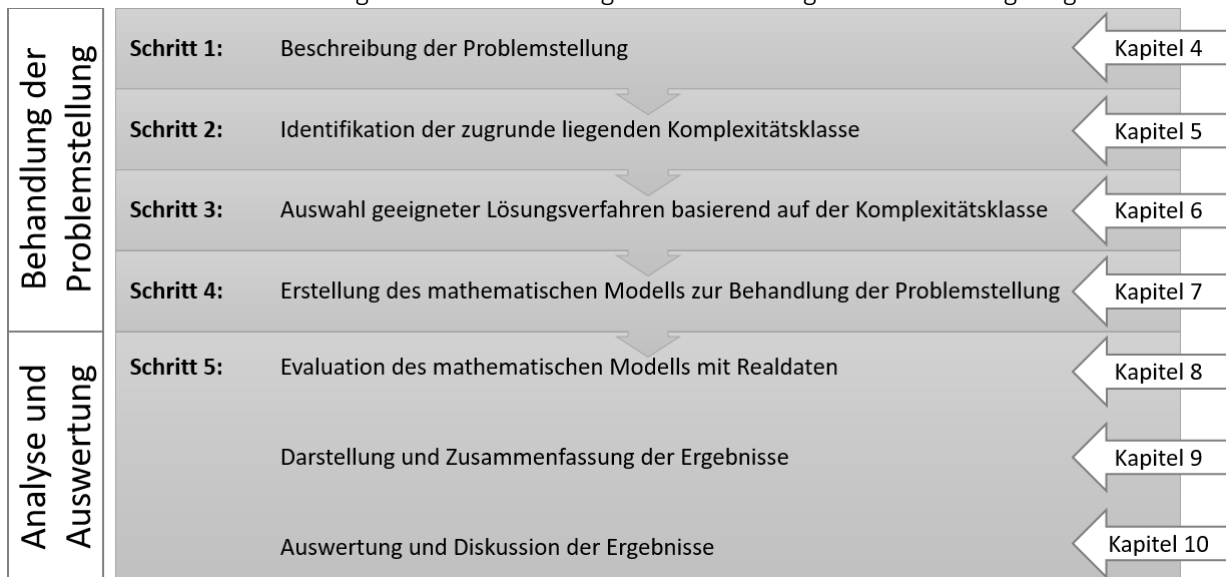 Behandlung der
Problemstellung
Schritt 1: Beschreibung der Problemstellung Kapitel 4
Schritt 2: Identifikation der zugrunde liegenden Komplexitätsklasse Kapitel 5
Schritt 3: Auswahl geeigneter Lösungsverfahren basierend auf der Komplexitätsklasse Kapitel 6
Schritt 4: Erstellung des mathematischen Modells zur Behandlung der Problemstellung Kapitel 7
Analyse und
Auswertung
Schritt 5: Evaluation des mathematischen Modells mit Realdaten Kapitel 8
Darstellung und Zusammenfassung der Ergebnisse Kapitel 9
Auswertung und Diskussion der Ergebnisse Kapitel 10